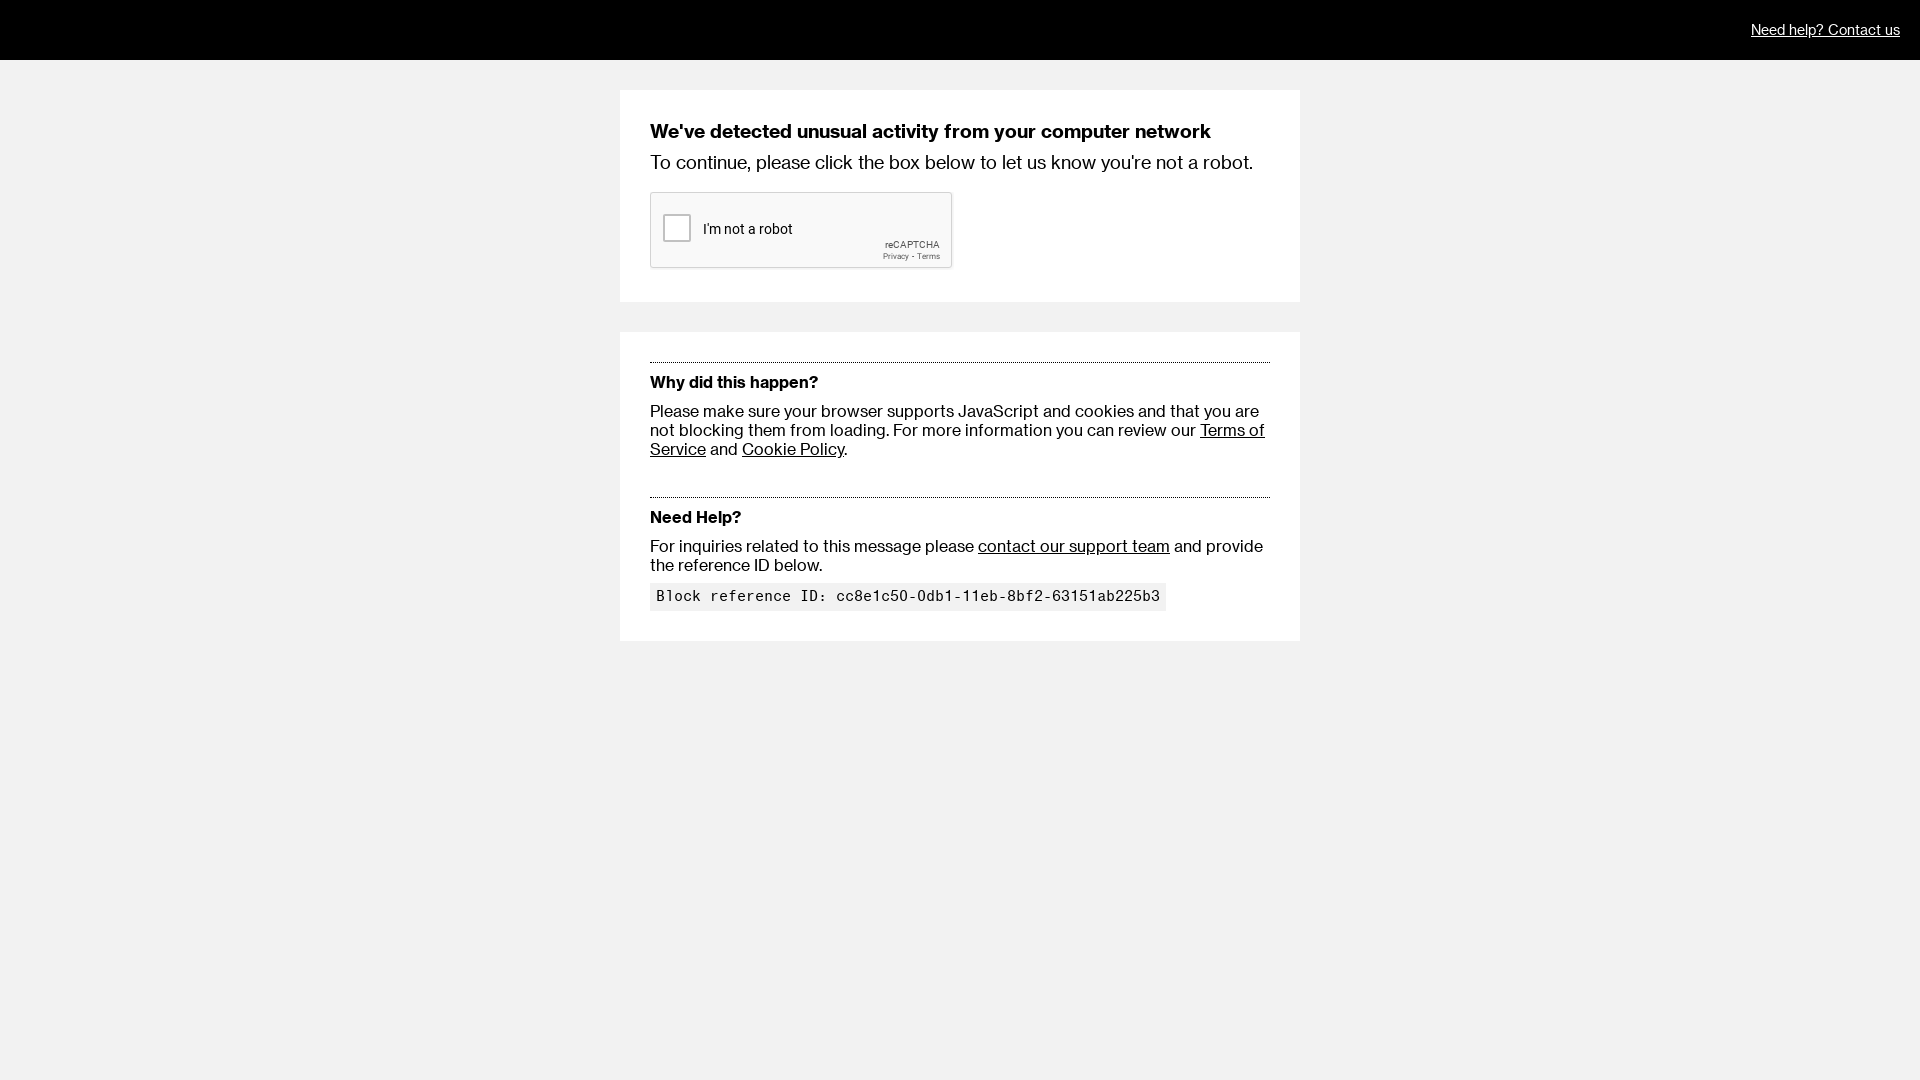 Need help? Contact us
We've detected unusual activity from your computer network
To continue, please click the box below to let us know you're not a robot.
I'm not a robot
reCAPTCHA
Privacy - Terms
Why did this happen?
Please make sure your browser supports JavaScript and cookies and that you are
not blocking them from loading. For more information you can review our Terms of
Service and Cookie Policy.
Need Help?
For inquiries related to this message please contact our support team and provide
the reference ID below.
Block reference ID: cc8e1c50-0db1-11eb-8bf2-63151ab225b3